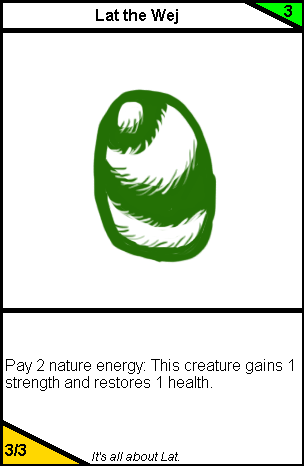 Lat the Wej
3
Pay 2 nature energy: This creature gains 1
strength and restores 1 health.
3/3
It's all about Lat.